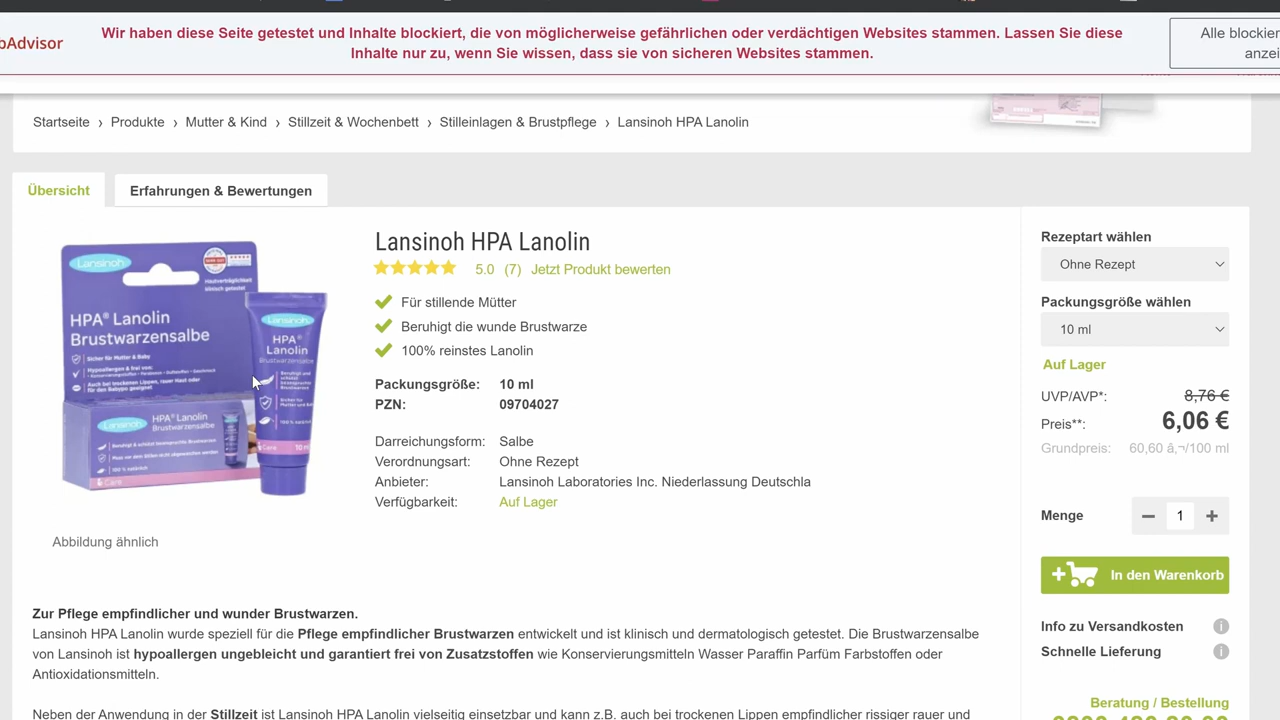 bAdvisor
Wir haben diese Seite getestet und Inhalte blockiert, die von möglicherweise gefährlichen oder verdächtigen Websites stammen. Lassen Sie diese
Inhalte nur zu, wenn Sie wissen, dass sie von sicheren Websites stammen.
Alle blockier
anzei
Startseite › Produkte › Mutter & Kind › Stillzeit & Wochenbett › Stilleinlagen & Brustpflege › Lansinoh HPA Lanolin
Übersicht
Erfahrungen & Bewertungen
Lansinoh
HPA® Lanolin
Brustwarzensalbe
Sicher für Mutter & Baby
Lansinoh
HPA® Lanolin
Brustwarzensalbe
Care
Lansinoh
HPA®
Lanolin
Brustwarzensalbe
Care
Abbildung ähnlich
Lansinoh HPA Lanolin
5.0 (7) Jetzt Produkt bewerten
Für stillende Mütter
Beruhigt die wunde Brustwarze
100% reinstes Lanolin
Packungsgröße: 10 ml
PZN: 09704027
Darreichungsform: Salbe
Verordnungsart: Ohne Rezept
Anbieter: Lansinoh Laboratories Inc. Niederlassung Deutschla
Verfügbarkeit: Auf Lager
Rezeptart wählen
Ohne Rezept
Packungsgröße wählen
10 ml
Auf Lager
UVP/AVP*: 8,76 €
Preis**: 6,06 €
Grundpreis: 60,60 â‚¬/100 ml
Menge 1
In den Warenkorb
Info zu Versandkosten
Schnelle Lieferung
Beratung / Bestellung
Zur Pflege empfindlicher und wunder Brustwarzen.
Lansinoh HPA Lanolin wurde speziell für die Pflege empfindlicher Brustwarzen entwickelt und ist klinisch und dermatologisch getestet. Die Brustwarzensalbe
von Lansinoh ist hypoallergen ungebleicht und garantiert frei von Zusatzstoffen wie Konservierungsmitteln Wasser Paraffin Parfüm Farbstoffen oder
Antioxidationsmitteln.
Neben der Anwendung in der Stillzeit ist Lansinoh HPA Lanolin vielseitig einsetzbar und kann z.B. auch bei trockenen Lippen empfindlicher rissiger rauer und